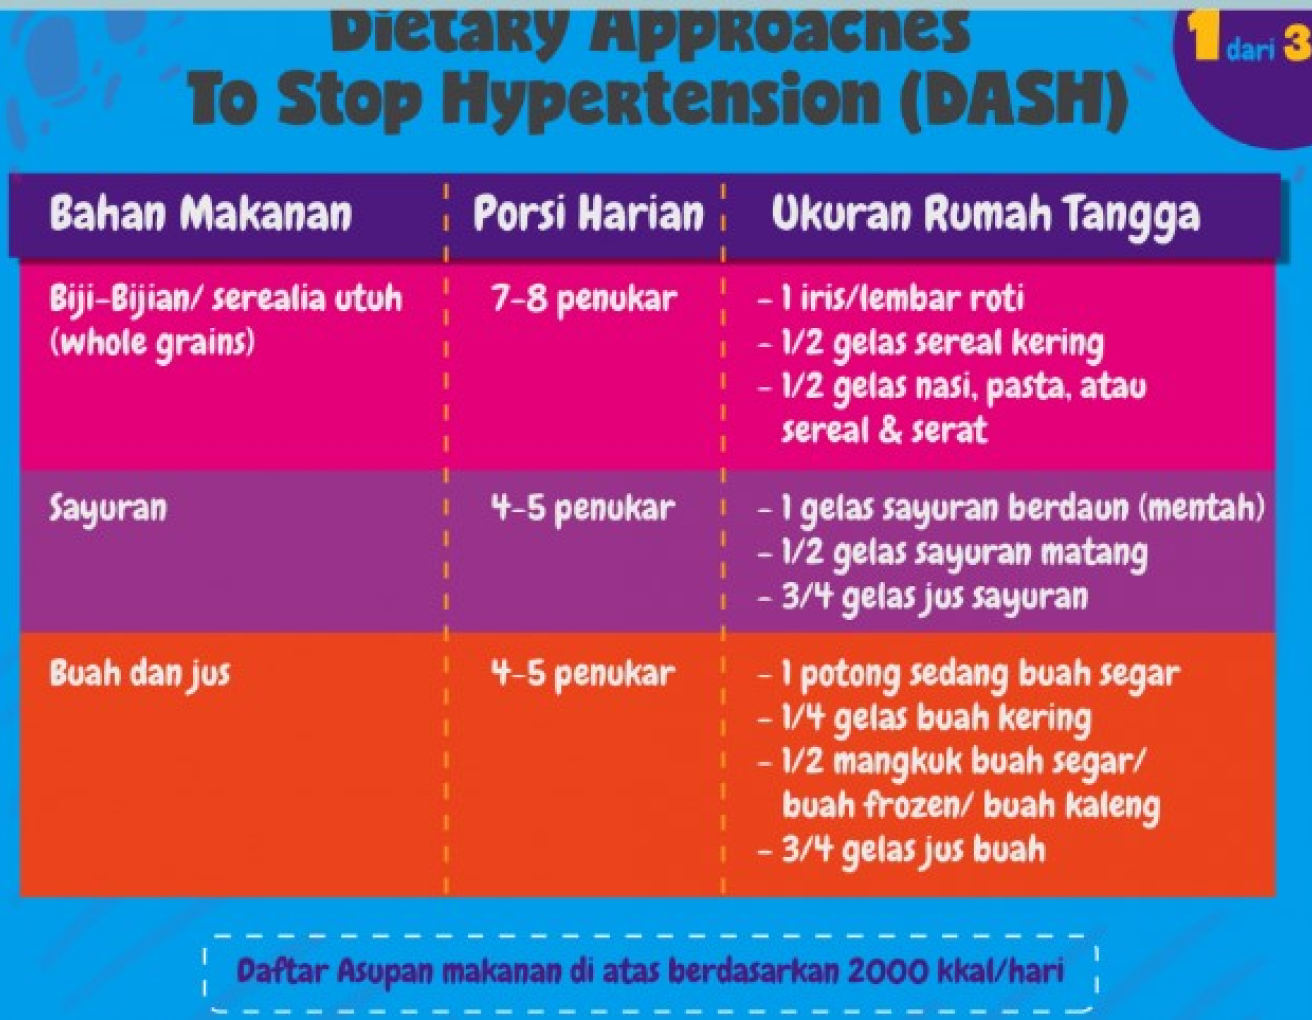 Dietary Approaches
To Stop Hypertension (DASH)
1 dari 3
Bahan Makanan
Porsi Harian
Ukuran Rumah Tangga
Biji-Bijian/ serealia utuh
(whole grains)
7-8 penukar
- 1 iris/lembar roti
- 1/2 gelas sereal kering
- 1/2 gelas nasi, pasta, atau
sereal & serat
Sayuran
4-5 penukar
- 1 gelas sayuran berdaun (mentah)
- 1/2 gelas sayuran matang
- 3/4 gelas jus sayuran
Buah dan jus
4-5 penukar
- 1 potong sedang buah segar
- 1/4 gelas buah kering
- 1/2 mangkuk buah segar/
buah frozen/ buah kaleng
- 3/4 gelas jus buah
Daftar Asupan makanan di atas berdasarkan 2000 kkal/hari